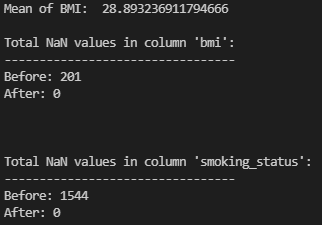 Mean of BMI:  28.893236911794666
Total NaN values in column 'bmi':
---------------------------------
Before: 201
After: 0
Total NaN values in column 'smoking_status':
---------------------------------
Before: 1544
After: 0